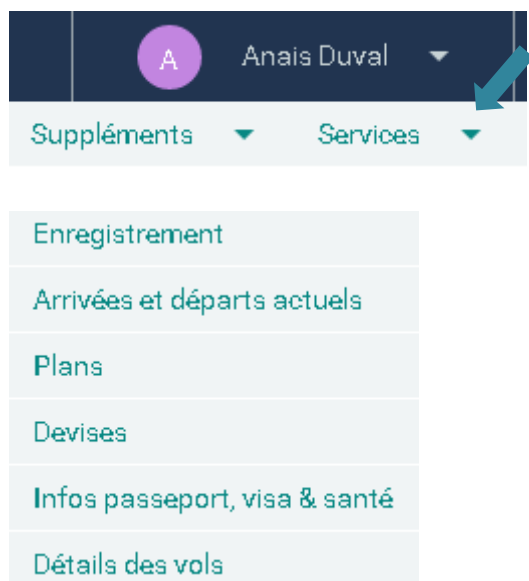 A Anais Duval
Suppléments Services
Enregistrement
Arrivées et départs actuels
Plans
Devises
Infos passeport, visa & santé
Détails des vols